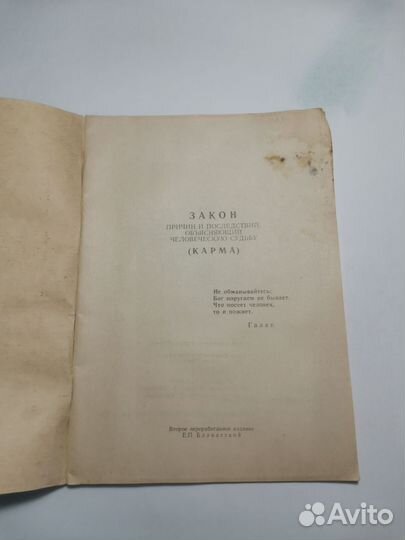 ЗАКОН
ПРИЧИН И ПОСЛЕДСТВИЙ,
ОБЪЯСНЯЮЩИЙ
ЧЕЛОВЕЧЕСКУЮ СУДЬБУ
(КАРМА)
Не обманывайтесь:
Бог поругаем не бывает.
Что посеет человек,
то и пожнет.
Галат.
Второе переработанное издание
Е.П Блаватской
Avito